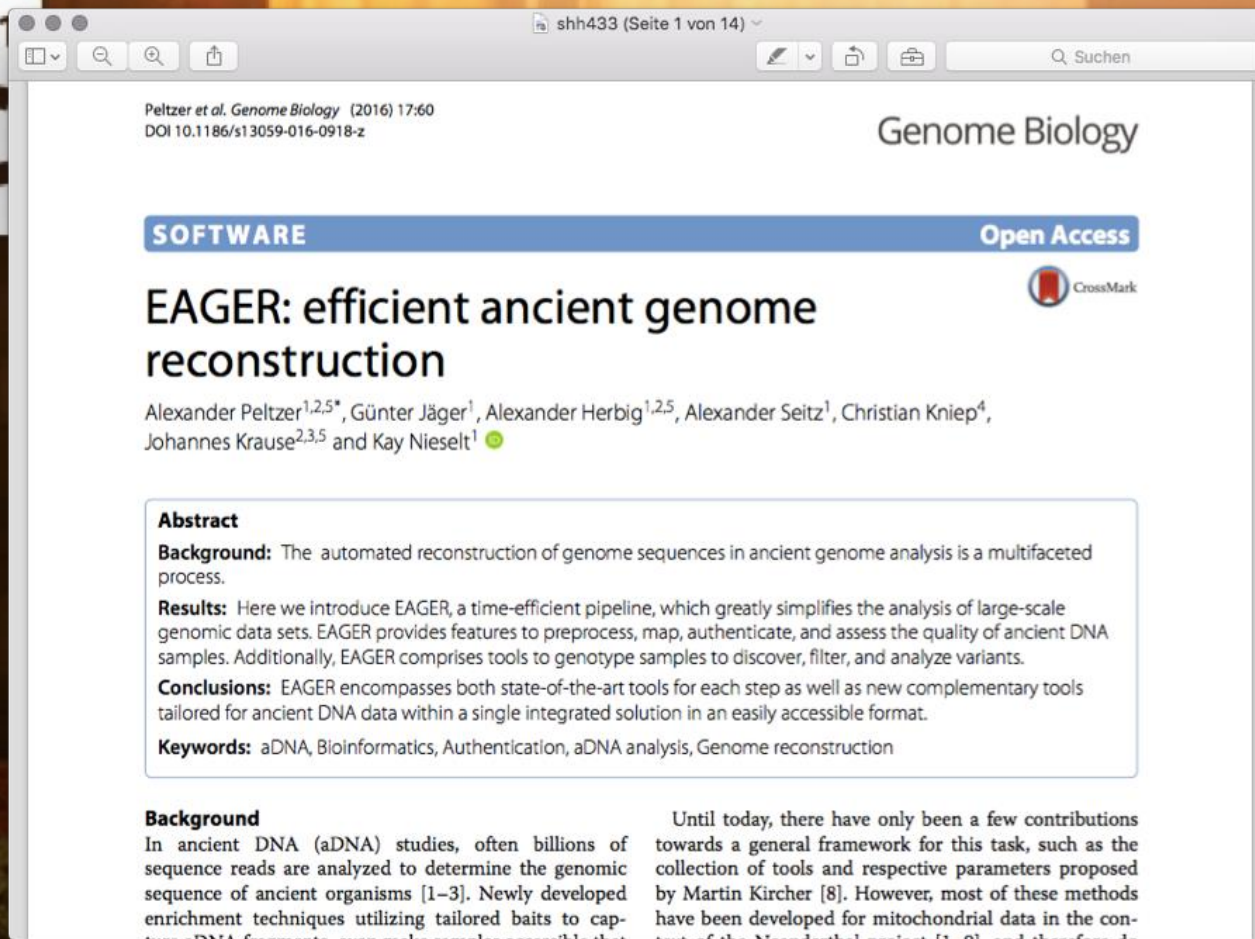 shh433 (Seite 1 von 14)
Suchen
Peltzer et al. Genome Biology (2016) 17:60
DOI 10.1186/s13059-016-0918-z
Genome Biology
SOFTWARE
Open Access
CrossMark
EAGER: efficient ancient genome
reconstruction
Alexander Peltzer1,2,5*, Günter Jäger1, Alexander Herbig1,2,5, Alexander Seitz1, Christian Kniep4,
Johannes Krause2,3,5 and Kay Nieselt1
Abstract
Background: The automated reconstruction of genome sequences in ancient genome analysis is a multifaceted
process.
Results: Here we introduce EAGER, a time-efficient pipeline, which greatly simplifies the analysis of large-scale
genomic data sets. EAGER provides features to preprocess, map, authenticate, and assess the quality of ancient DNA
samples. Additionally, EAGER comprises tools to genotype samples to discover, filter, and analyze variants.
Conclusions: EAGER encompasses both state-of-the-art tools for each step as well as new complementary tools
tailored for ancient DNA data within a single integrated solution in an easily accessible format.
Keywords: aDNA, Bioinformatics, Authentication, aDNA analysis, Genome reconstruction
Background
In ancient DNA (aDNA) studies, often billions of
sequence reads are analyzed to determine the genomic
sequence of ancient organisms [1–3]. Newly developed
enrichment techniques utilizing tailored baits to cap-
Until today, there have only been a few contributions
towards a general framework for this task, such as the
collection of tools and respective parameters proposed
by Martin Kircher [8]. However, most of these methods
have been developed for mitochondrial data in the con-